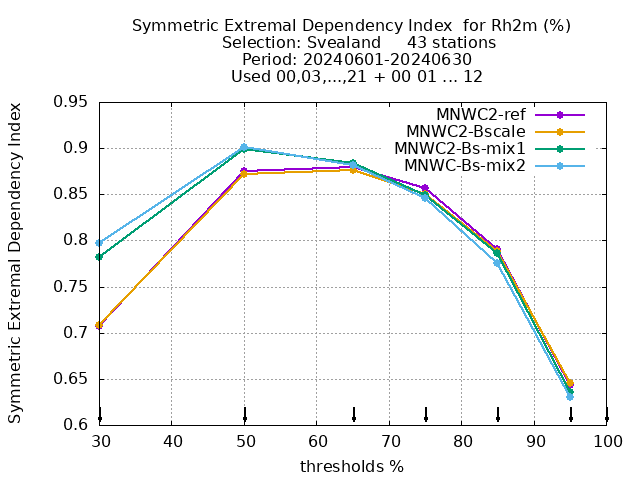 Symmetric Extremal Dependency Index  for Rh2m (%)
Selection: Svealand     43 stations
Period: 20240601-20240630
Used 00,03,...,21 + 00 01 ... 12
Symmetric Extremal Dependency Index
0.95
0.9
0.85
0.8
0.75
0.7
0.65
0.6
MNWC2-ref
MNWC2-Bscale
MNWC2-Bs-mix1
MNWC-Bs-mix2
30 40 50 60 70 80 90 100
thresholds %